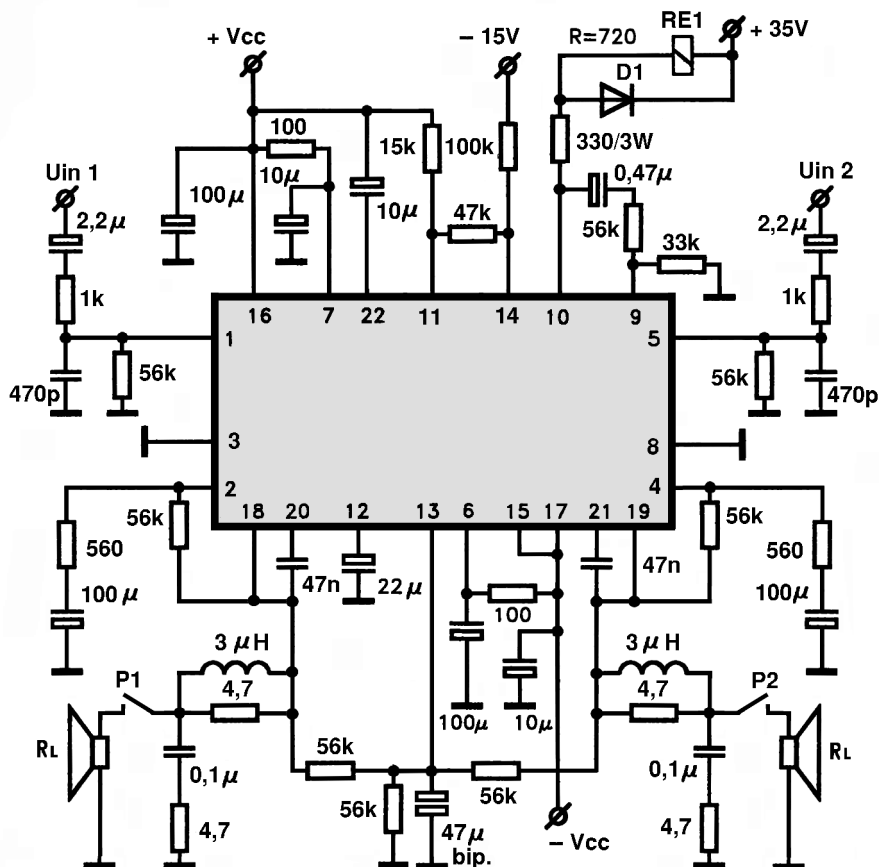 RE1
+ Vcc
− 15V
R=720
+ 35V
D1
100
15k
100k
330/3W
Uin 1
10µ
0,47µ
Uin 2
100µ
2,2µ
10µ
47k
56k
2,2µ
33k
1k
1k
16
7
22
11
14
10
9
1
5
470p
56k
56k
470p
3
8
2
4
56k
18
20
12
13
6
15
17
21
19
56k
560
47n
22µ
47n
560
100µ
100
100µ
3µH
3µH
P1
4,7
4,7
P2
100µ
10µ
RL
56k
RL
0,1µ
56k
56k
0,1µ
4,7
47µ
bip.
− Vcc
4,7